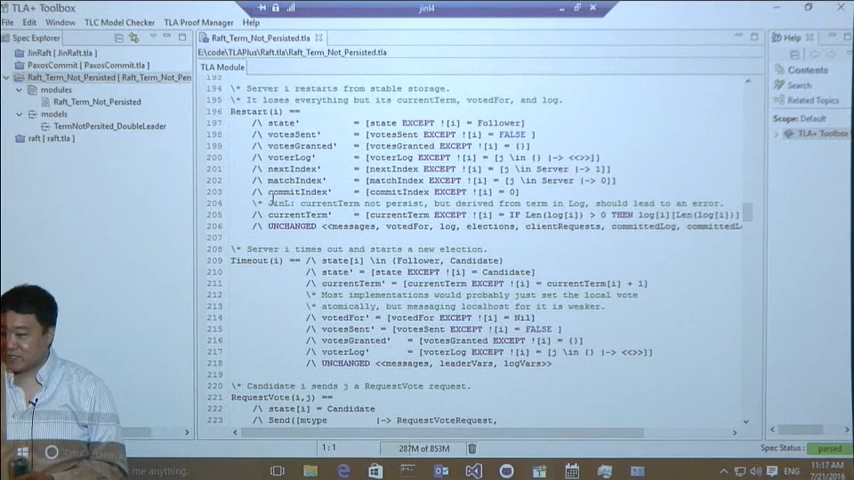 TLA+ Toolbox
jinl4
File Edit Window TLC Model Checker TLA Proof Manager Help
Spec Explorer
JinRaft [ JinRaft.tla ]
PaxosCommit [ PaxosCommit.tla ]
Raft_Term_Not_Persisted [ Raft_Term_Not_Per
modules
Raft_Term_Not_Persisted
models
TermNotPersited_DoubleLeader
raft [ raft.tla ]
Raft_Term_Not_Persisted.tla
E:\code\TLAPlus\Raft.tla\Raft_Term_Not_Persisted.tla
TLA Module
193
194 \* Server i restarts from stable storage.
195 \* It loses everything but its currentTerm, votedFor, and log.
196 Restart(i) ==
197 /\ state' = [state EXCEPT ![i] = Follower]
198 /\ votesSent' = [votesSent EXCEPT ![i] = FALSE ]
199 /\ votesGranted' = [votesGranted EXCEPT ![i] = {}]
200 /\ voterLog' = [voterLog EXCEPT ![i] = [j \in {} |-> <<>>]]
201 /\ nextIndex' = [nextIndex EXCEPT ![i] = [j \in Server |-> 1]]
202 /\ matchIndex' = [matchIndex EXCEPT ![i] = [j \in Server |-> 0]]
203 /\ commitIndex' = [commitIndex EXCEPT ![i] = 0]
204 \* JinL: currentTerm not persist, but derived from term in Log, should lead to an error.
205 /\ currentTerm' = [currentTerm EXCEPT ![i] = IF Len(log[i]) > 0 THEN log[i][Len(log[i])]
206 /\ UNCHANGED <<messages, votedFor, log, elections, clientRequests, committedLog, committedL
208 \* Server i times out and starts a new election.
209 Timeout(i) == /\ state[i] \in {Follower, Candidate}
210 /\ state' = [state EXCEPT ![i] = Candidate]
211 /\ currentTerm' = [currentTerm EXCEPT ![i] = currentTerm[i] + 1]
212 \* Most implementations would probably just set the local vote
213 \* atomically, but messaging localhost for it is weaker.
214 /\ votedFor' = [votedFor EXCEPT ![i] = Nil]
215 /\ votesSent' = [votesSent EXCEPT ![i] = FALSE ]
216 /\ votesGranted' = [votesGranted EXCEPT ![i] = {}]
217 /\ voterLog' = [voterLog EXCEPT ![i] = [j \in {} |-> <<>>]]
218 /\ UNCHANGED <<messages, leaderVars, logVars>>
220 \* Candidate i sends j a RequestVote request.
221 RequestVote(i,j) ==
222 /\ state[i] = Candidate
223 /\ Send([mtype |-> RequestVoteRequest,
Help
Contents
Search
Related Topics
Scope: Default
TLA+ Toolbo
1 : 1
287M of 853M
Spec Status :
parsed
me anything.
ENG
11:17 AM
7/21/2016